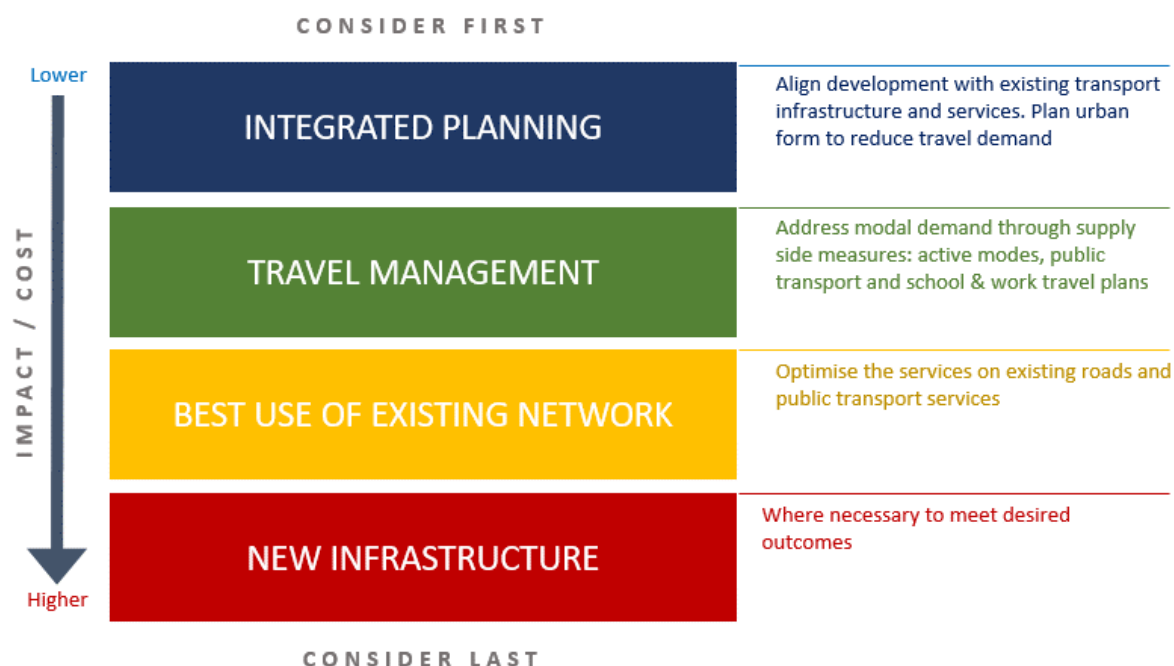 CONSIDER FIRST
Lower
IMPACT / COST
Higher
INTEGRATED PLANNING
Align development with existing transport
infrastructure and services. Plan urban
form to reduce travel demand
TRAVEL MANAGEMENT
Address modal demand through supply
side measures: active modes, public
transport and school & work travel plans
BEST USE OF EXISTING NETWORK
Optimise the services on existing roads and
public transport services
NEW INFRASTRUCTURE
Where necessary to meet desired
outcomes
CONSIDER LAST